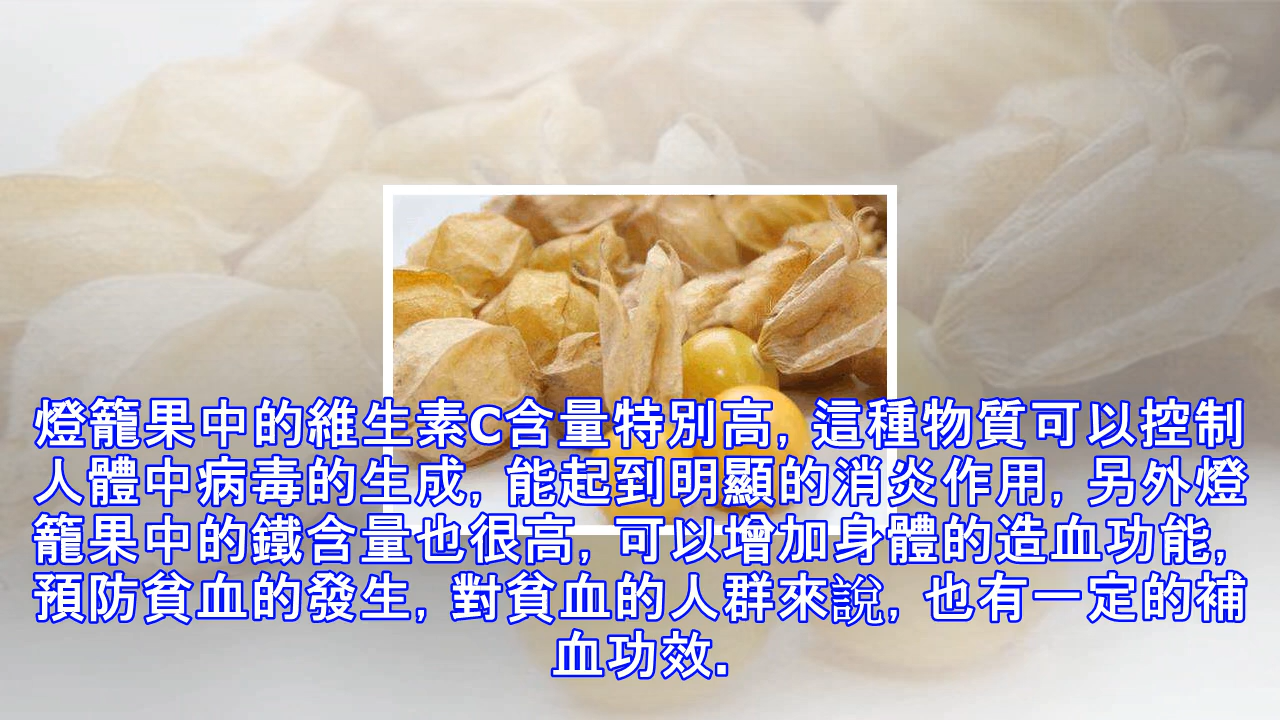 燈籠果中的維生素C含量特別高, 這種物質可以控制
人體中病毒的生成, 能起到明顯的消炎作用, 另外燈
籠果中的鐵含量也很高, 可以增加身體的造血功能,
預防貧血的發生, 對貧血的人群來說, 也有一定的補
血功效.